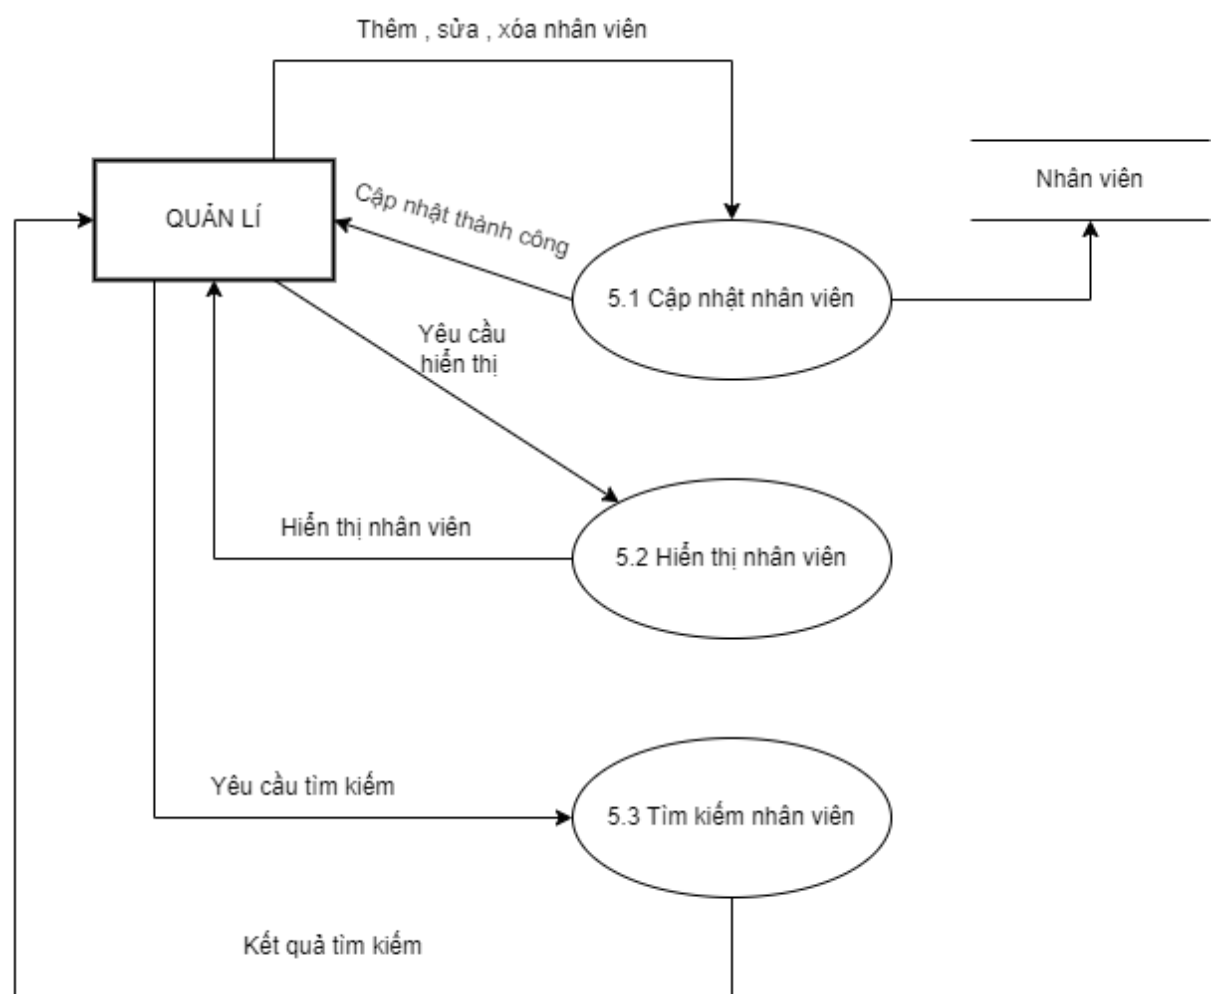 Thêm , sửa , xóa nhân viên
Nhân viên
QUẢN LÍ
Cập nhật thành công
5.1 Cập nhật nhân viên
Yêu cầu
hiển thị
Hiển thị nhân viên
5.2 Hiển thị nhân viên
Yêu cầu tìm kiếm
5.3 Tìm kiếm nhân viên
Kết quả tìm kiếm